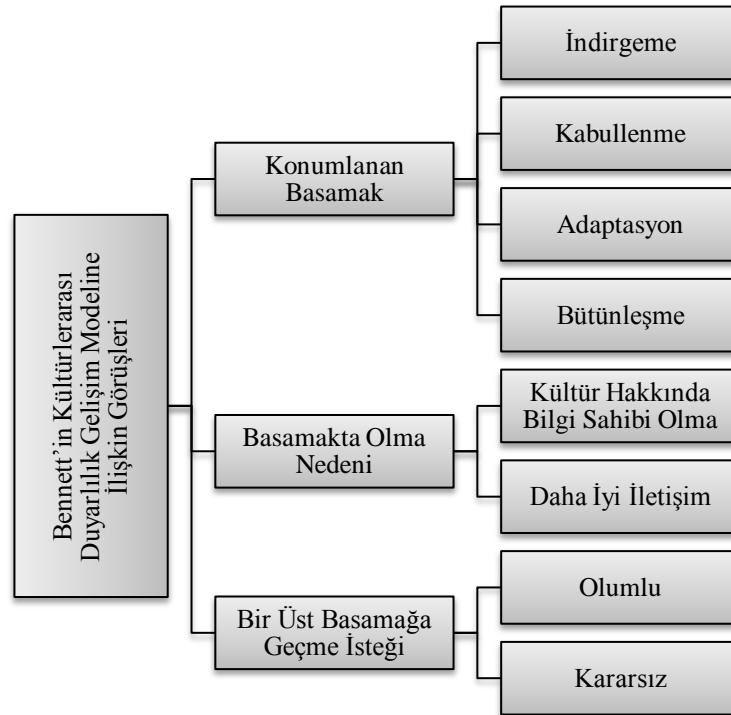 Bennett’in Kültürlerarası
Duyarlılık Gelişim Modeline
İlişkin Görüşleri
Konumlanan
Basamak
İndirgeme
Kabullenme
Adaptasyon
Bütünleşme
Basamakta Olma
Nedeni
Kültür Hakkında
Bilgi Sahibi Olma
Daha İyi İletişim
Bir Üst Basamağa
Geçme İsteği
Olumlu
Kararsız